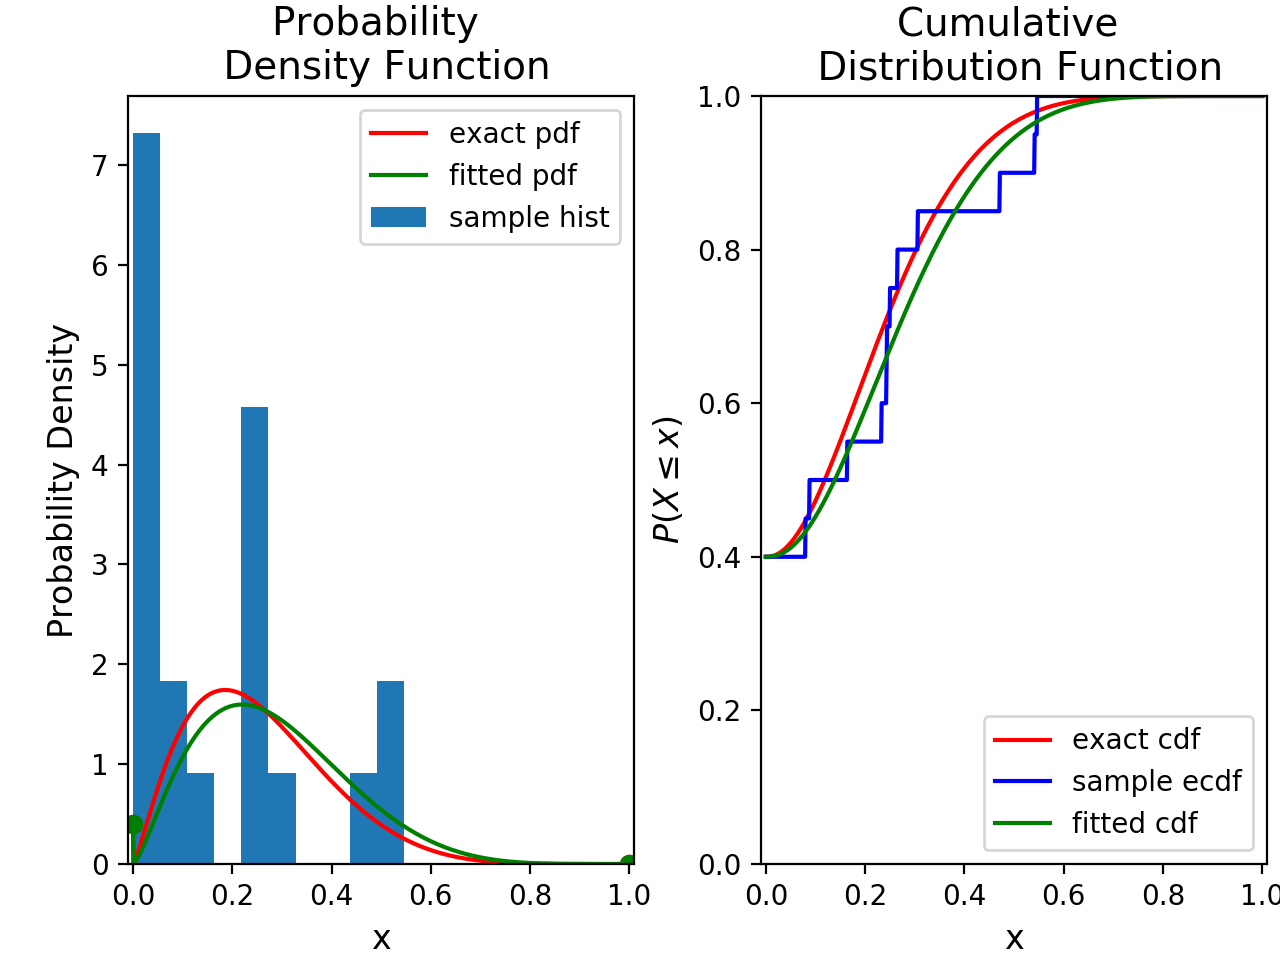 Probability
Density Function
exact pdf
fitted pdf
sample hist
Probability Density
7
6
5
4
3
2
1
0
0.0 0.2 0.4 0.6 0.8 1.0
x
Cumulative
Distribution Function
P(X ≤ x)
1.0
0.8
0.6
0.4
0.2
0.0
exact cdf
sample ecdf
fitted cdf
0.0 0.2 0.4 0.6 0.8 1.0
x